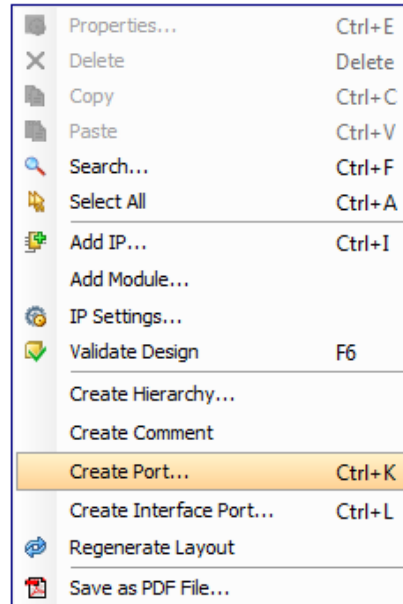 Properties... Ctrl+E
Delete Delete
Copy Ctrl+C
Paste Ctrl+V
Search... Ctrl+F
Select All Ctrl+A
Add IP... Ctrl+I
Add Module...
IP Settings...
Validate Design F6
Create Hierarchy...
Create Comment
Create Port... Ctrl+K
Create Interface Port... Ctrl+L
Regenerate Layout
Save as PDF File...